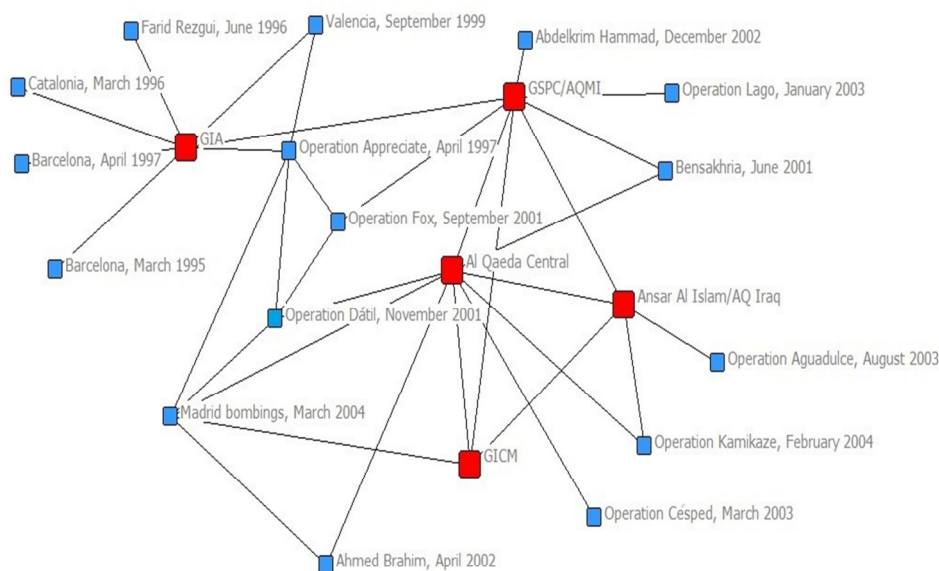 Farid Rezgui, June 1996
Valencia, September 1999
Abdelkrim Hammad, December 2002
Catalonia, March 1996
GSPC/AQMI
Operation Lago, January 2003
GIA
Barcelona, April 1997
Operation Appreciate, April 1997
Bensakhria, June 2001
Operation Fox, September 2001
Barcelona, March 1995
Al Qaeda Central
Ansar Al Islam/AQ Iraq
Operation Dátil, November 2001
Operation Aguadulce, August 2003
Madrid bombings, March 2004
Operation Kamikaze, February 2004
GICM
Operation Césped, March 2003
Ahmed Brahim, April 2002